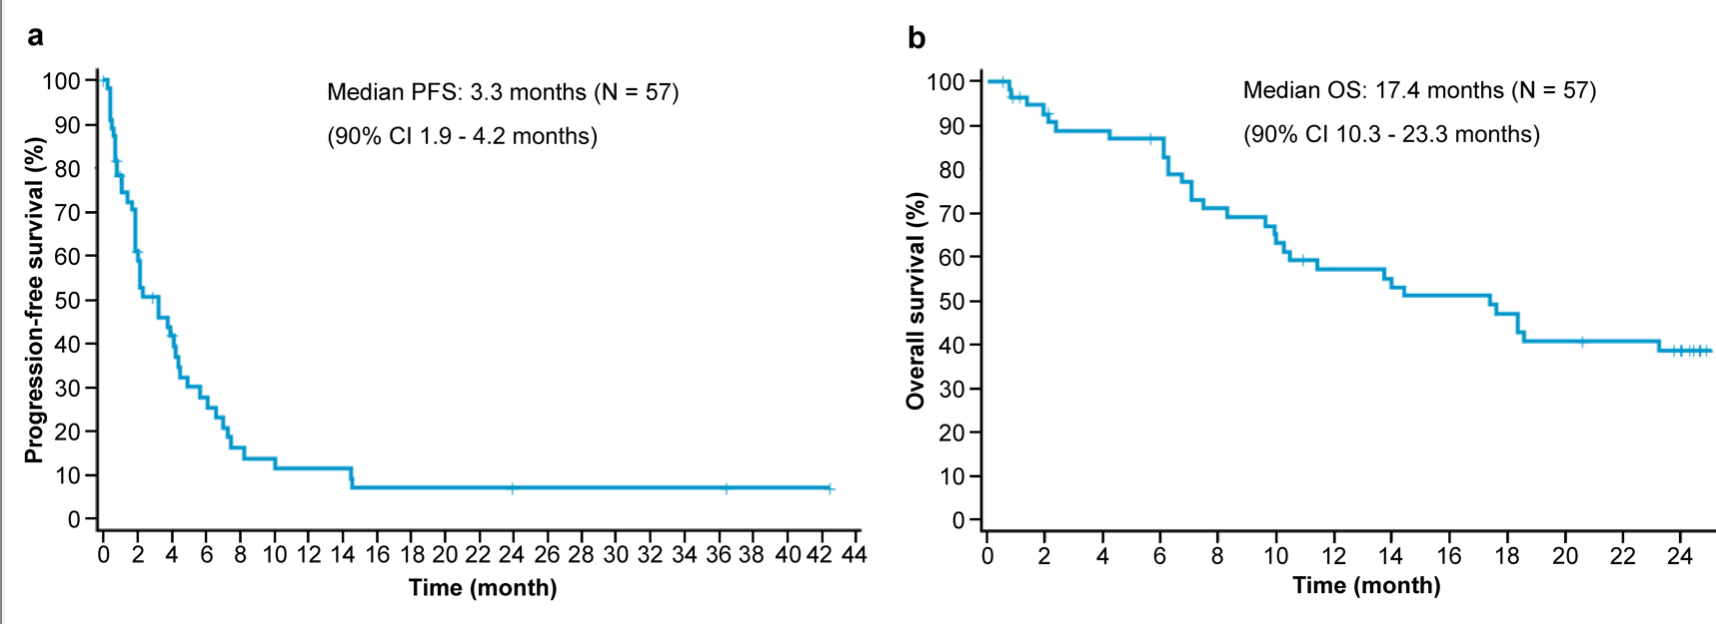 a
Median PFS: 3.3 months (N = 57)
(90% CI 1.9 - 4.2 months)
Progression-free survival (%)
100
90
80
70
60
50
40
30
20
10
0
0 2 4 6 8 10 12 14 16 18 20 22 24 26 28 30 32 34 36 38 40 42 44
Time (month)
b
Median OS: 17.4 months (N = 57)
(90% CI 10.3 - 23.3 months)
Overall survival (%)
100
90
80
70
60
50
40
30
20
10
0
0 2 4 6 8 10 12 14 16 18 20 22 24
Time (month)